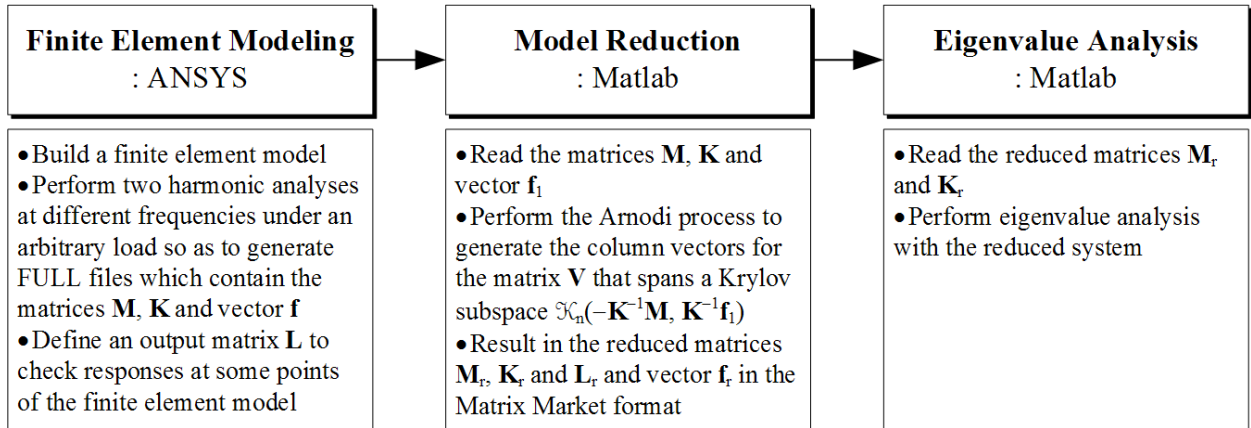 Finite Element Modeling
: ANSYS
•Build a finite element model
•Perform two harmonic analyses
at different frequencies under an
arbitrary load so as to generate
FULL files which contain the
matrices M, K and vector f
•Define an output matrix L to
check responses at some points
of the finite element model
Model Reduction
: Matlab
•Read the matrices M, K and
vector f₁
•Perform the Arnodi process to
generate the column vectors for
the matrix V that spans a Krylov
subspace 𝒦ₙ(−K⁻¹M, K⁻¹f₁)
•Result in the reduced matrices
Mᵣ, Kᵣ and Lᵣ and vector fᵣ in the
Matrix Market format
Eigenvalue Analysis
: Matlab
•Read the reduced matrices Mᵣ
and Kᵣ
•Perform eigenvalue analysis
with the reduced system